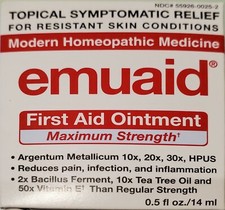 NDC# 55926-0025-2
TOPICAL SYMPTOMATIC RELIEF
FOR RESISTANT SKIN CONDITIONS
Modern Homeopathic Medicine
emuaid®
First Aid Ointment
Maximum Strength†
• Argentum Metallicum 10x, 20x, 30x, HPUS
• Reduces pain, infection, and inflammation
• 2x Bacillus Ferment, 10x Tea Tree Oil and
50x Vitamin E† Than Regular Strength
0.5 fl.oz./14 ml